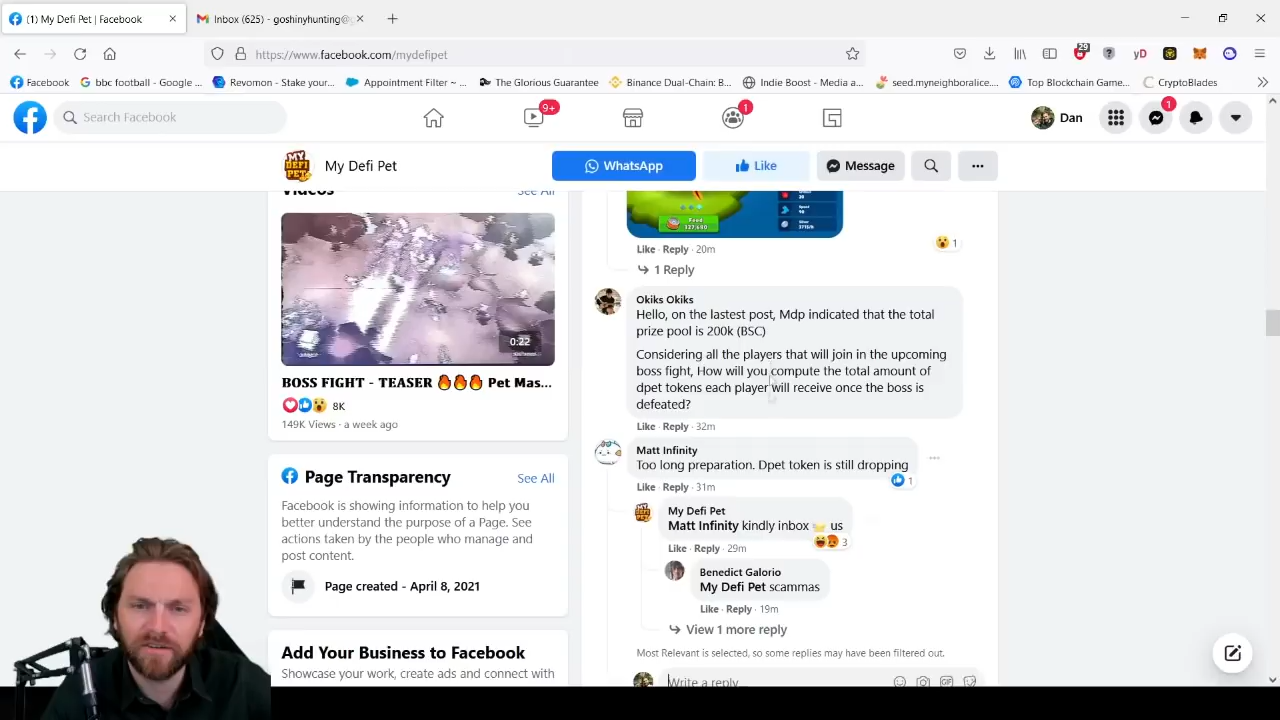 (1) My Defi Pet | Facebook
Inbox (625) - goshinyhunting@
https://www.facebook.com/mydefipet
29
yD
Facebook
bbc football - Google ...
Revomon - Stake your...
Appointment Filter ~...
The Glorious Guarantee
Binance Dual-Chain: B...
Indie Boost - Media a...
seed.myneighboralice....
Top Blockchain Game...
CryptoBlades
Search Facebook
9+
1
Dan
1
MY DEFI PET
My Defi Pet
WhatsApp
Like
Message
Videos
See All
0:22
BOSS FIGHT - TEASER 🔥🔥🔥 Pet Mas...
8K
149K Views · a week ago
Page Transparency
See All
Facebook is showing information to help you
better understand the purpose of a Page. See
actions taken by the people who manage and
post content.
Page created - April 8, 2021
Add Your Business to Facebook
Showcase your work, create ads and connect with
Feed
Like · Reply · 20m
😮 1
1 Reply
Okiks Okiks
Hello, on the lastest post, Mdp indicated that the total
prize pool is 200k (BSC)
Considering all the players that will join in the upcoming
boss fight, How will you compute the total amount of
dpet tokens each player will receive once the boss is
defeated?
Like · Reply · 32m
Matt Infinity
Too long preparation. Dpet token is still dropping
1
Like · Reply · 31m
My Defi Pet
Matt Infinity kindly inbox us
3
Like · Reply · 29m
Benedict Galorio
My Defi Pet scammas
Like · Reply · 19m
View 1 more reply
Most Relevant is selected, so some replies may have been filtered out.
Write a reply...